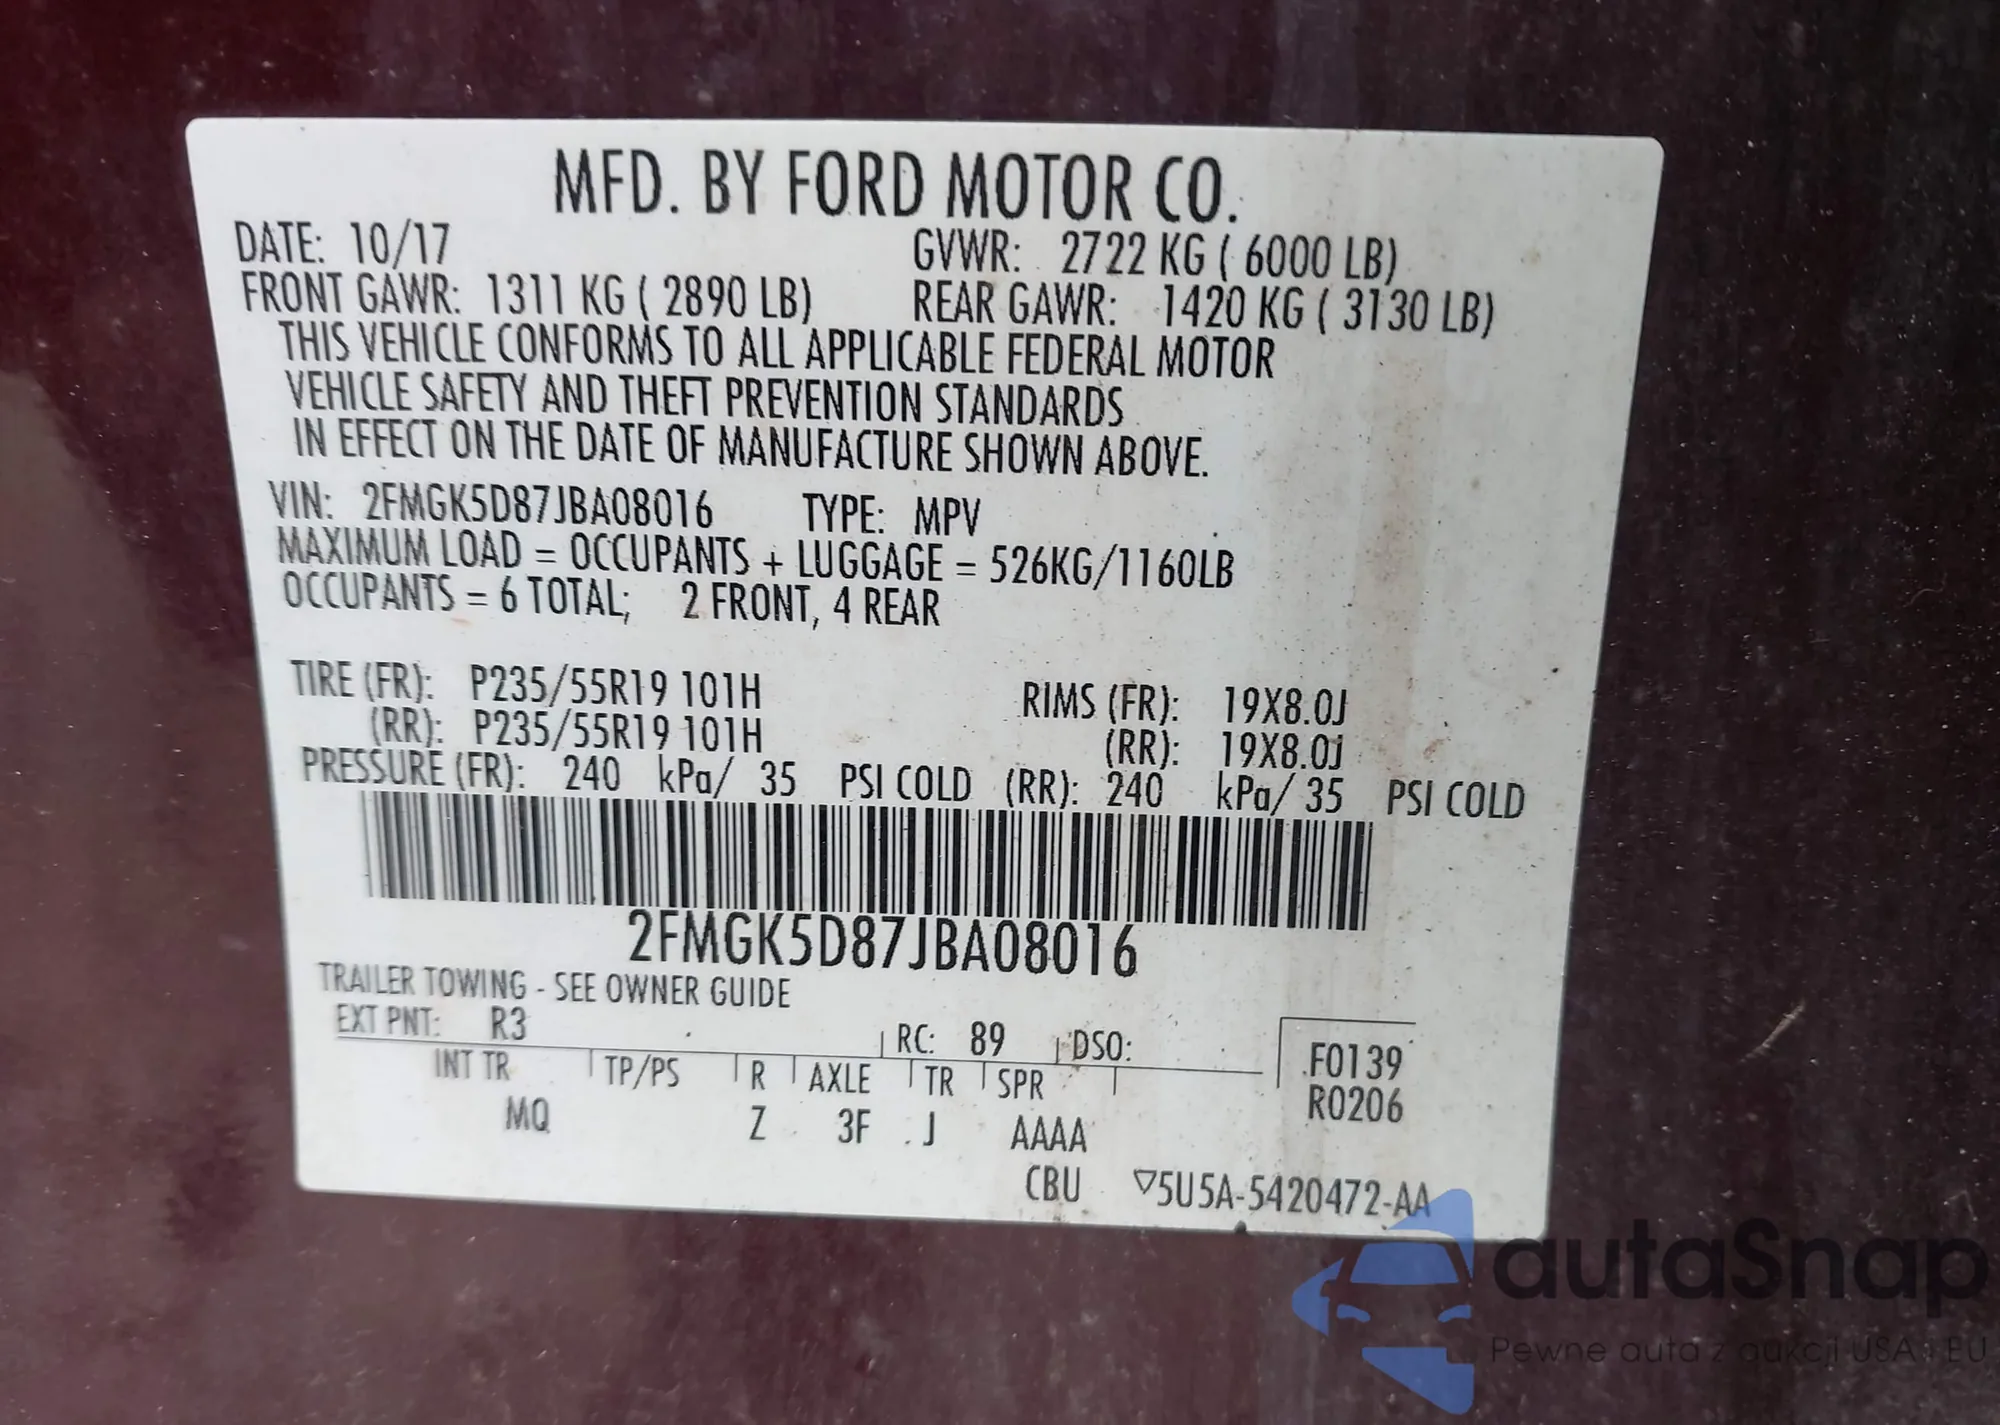 MFD. BY FORD MOTOR CO.
DATE: 10/17 GVWR: 2722 KG ( 6000 LB)
FRONT GAWR: 1311 KG ( 2890 LB) REAR GAWR: 1420 KG ( 3130 LB)
THIS VEHICLE CONFORMS TO ALL APPLICABLE FEDERAL MOTOR
VEHICLE SAFETY AND THEFT PREVENTION STANDARDS
IN EFFECT ON THE DATE OF MANUFACTURE SHOWN ABOVE.
VIN: 2FMGK5D87JBA08016 TYPE: MPV
MAXIMUM LOAD = OCCUPANTS + LUGGAGE = 526KG/1160LB
OCCUPANTS = 6 TOTAL; 2 FRONT, 4 REAR
TIRE (FR): P235/55R19 101H RIMS (FR): 19X8.0J
(RR): P235/55R19 101H (RR): 19X8.0J
PRESSURE (FR): 240 kPa/ 35 PSI COLD (RR): 240 kPa/ 35 PSI COLD
2FMGK5D87JBA08016
TRAILER TOWING - SEE OWNER GUIDE
EXT PNT: R3 RC: 89 DSO:
INT TR TP/PS R AXLE TR SPR
F0139
R0206
MQ Z 3F J AAAA
CBU ▽5U5A-5420472-AA
autaSnap
Pewne auta z aukcji USA i EU